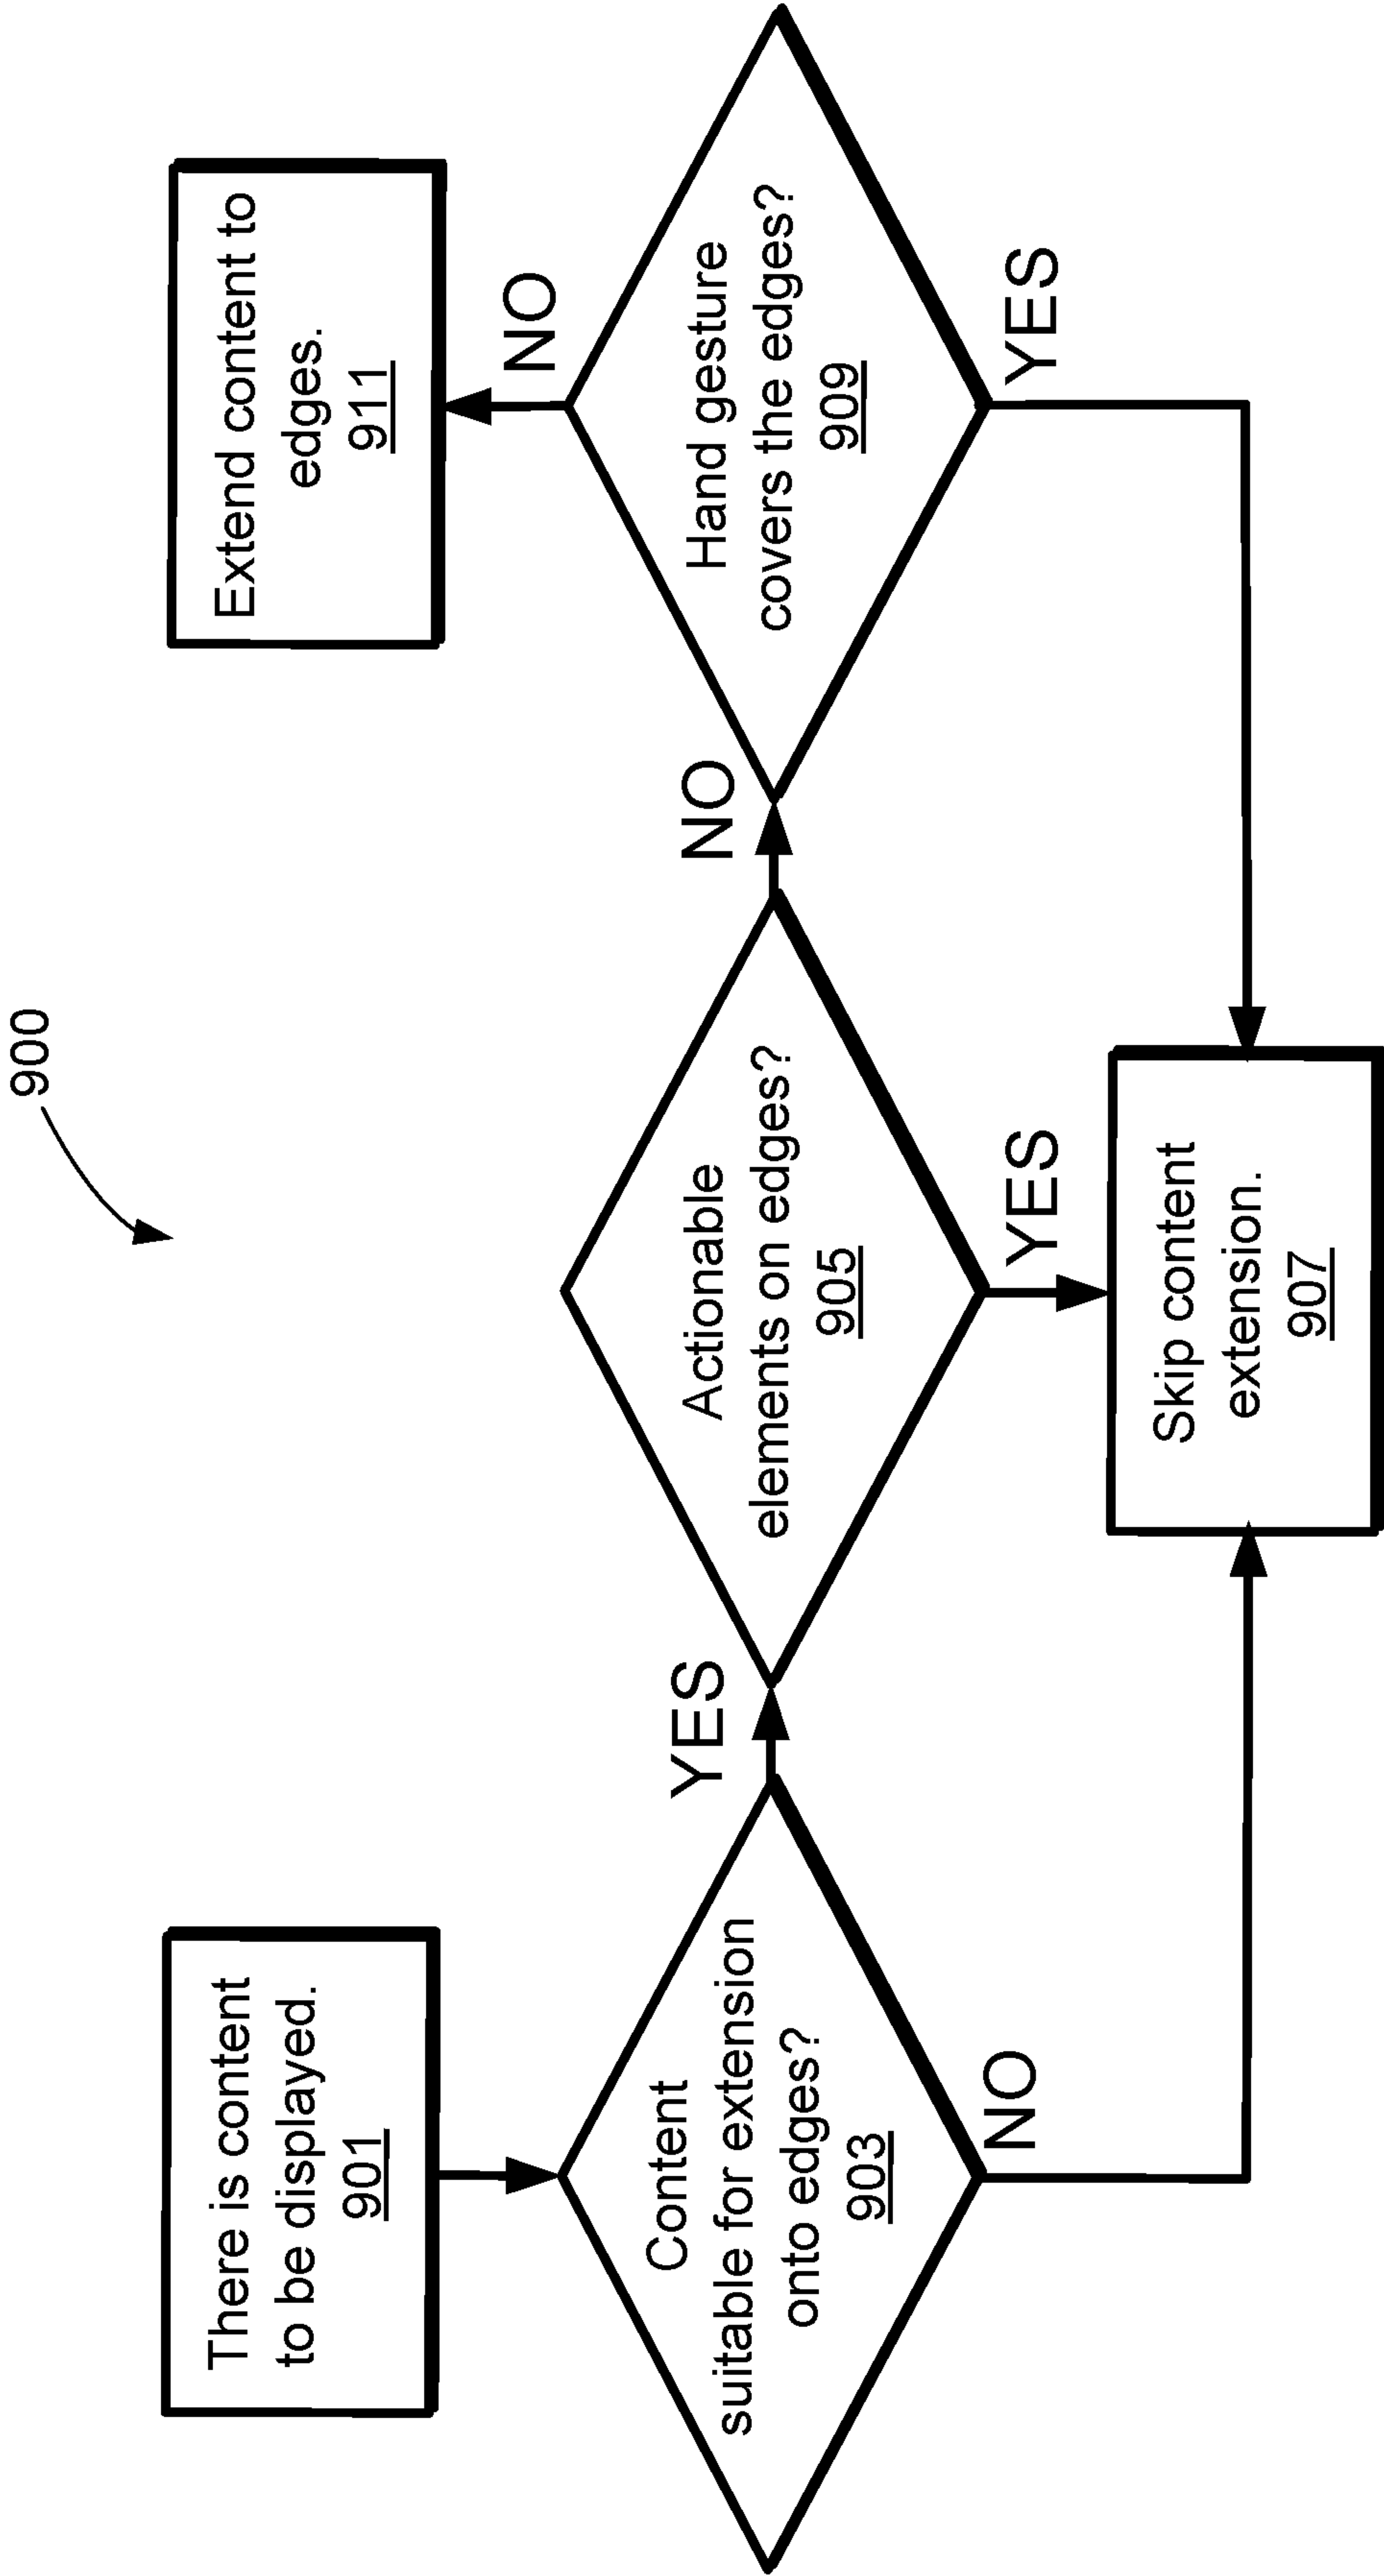 900
There is content
to be displayed.
901
Content
suitable for extension
onto edges?
903
YES
NO
Actionable
elements on edges?
905
NO
YES
Hand gesture
covers the edges?
909
NO
YES
Extend content to
edges.
911
Skip content
extension.
907